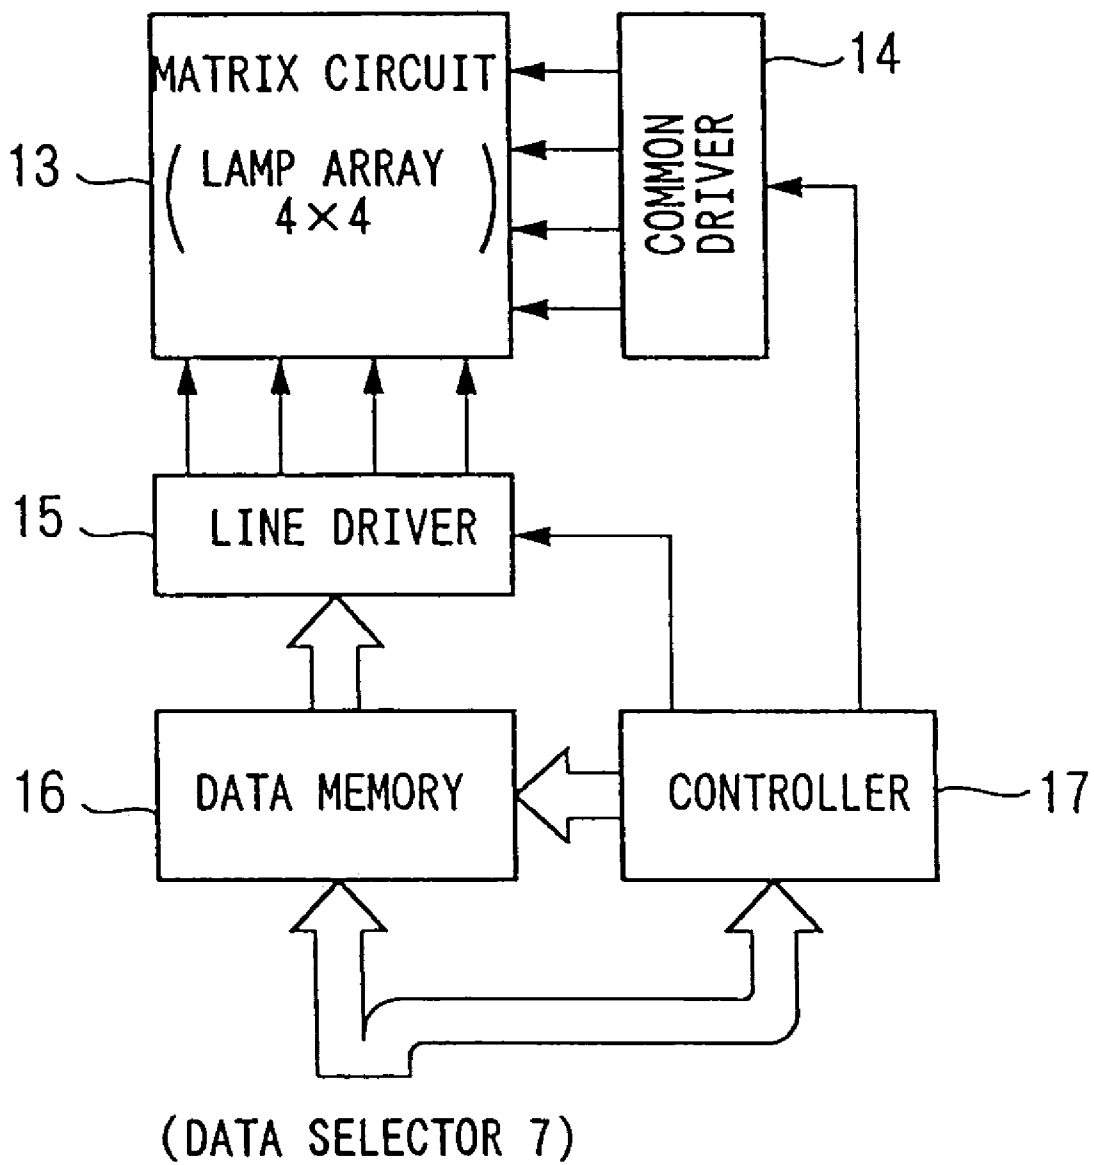 MATRIX CIRCUIT
(LAMP ARRAY
4×4)
13
14
COMMON
DRIVER
15
LINE DRIVER
16
DATA MEMORY
CONTROLLER
17
(DATA SELECTOR 7)